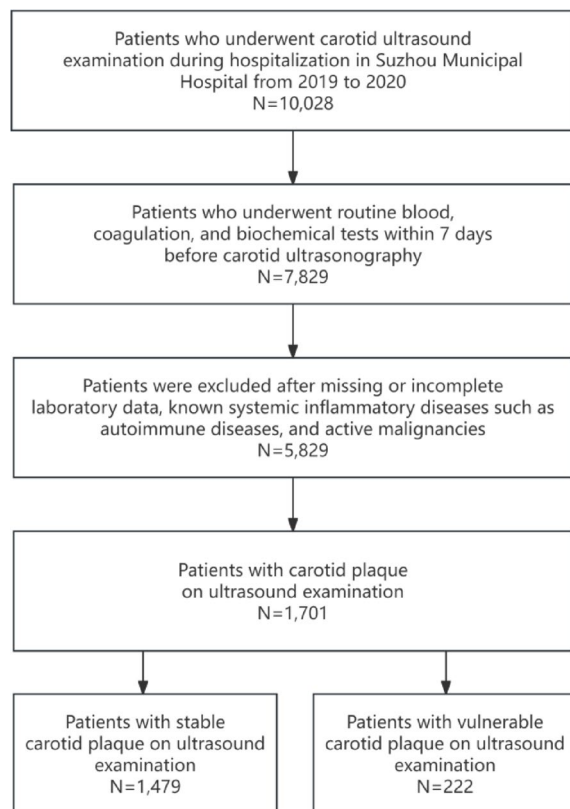 Patients who underwent carotid ultrasound
examination during hospitalization in Suzhou Municipal
Hospital from 2019 to 2020
N=10,028
Patients who underwent routine blood,
coagulation, and biochemical tests within 7 days
before carotid ultrasonography
N=7,829
Patients were excluded after missing or incomplete
laboratory data, known systemic inflammatory diseases such as
autoimmune diseases, and active malignancies
N=5,829
Patients with carotid plaque
on ultrasound examination
N=1,701
Patients with stable
carotid plaque on ultrasound
examination
N=1,479
Patients with vulnerable
carotid plaque on ultrasound
examination
N=222